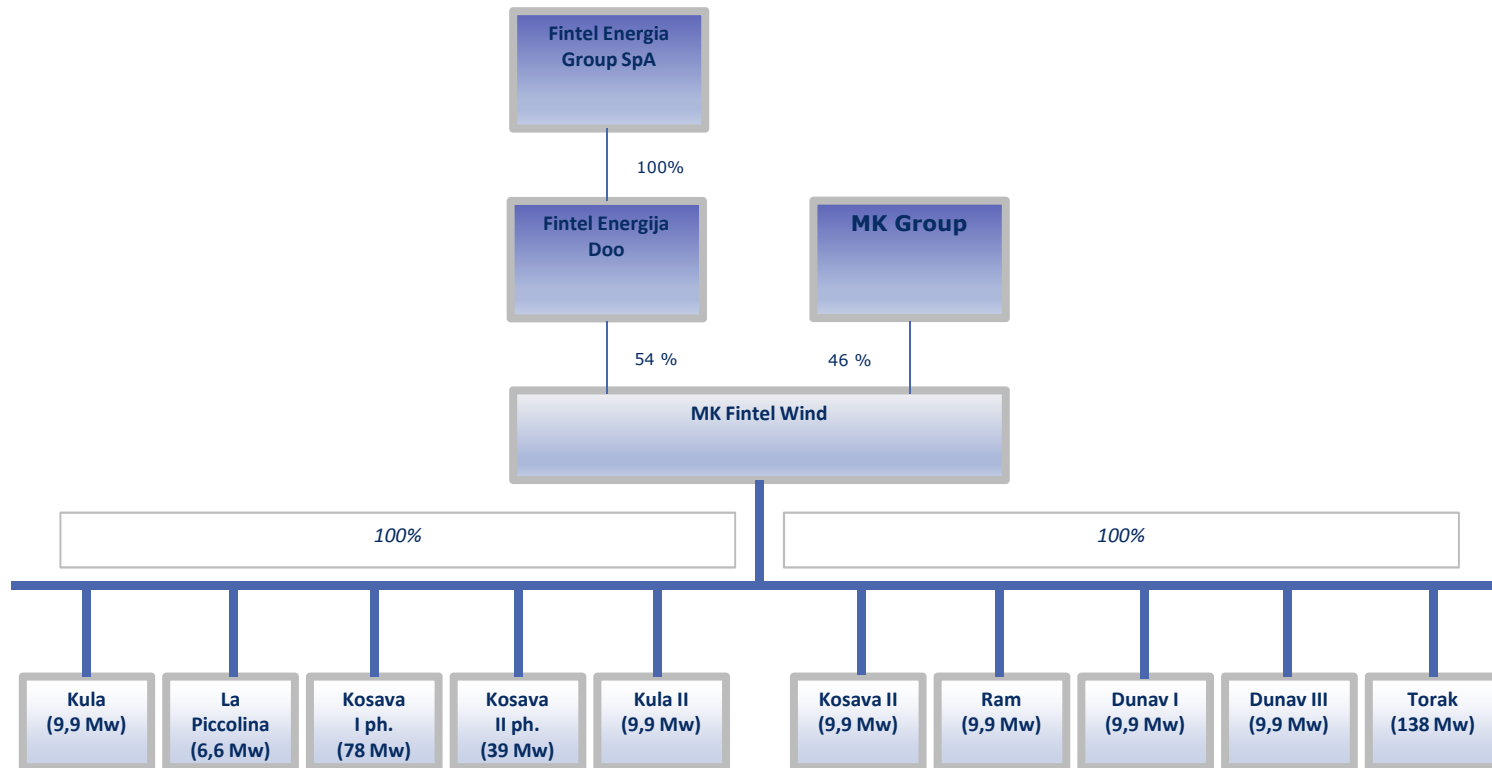 Fintel Energia
Group SpA
100%
Fintel Energija
Doo
MK Group
54 %
46 %
MK Fintel Wind
100%
100%
Kula
(9,9 Mw)
La
Piccolina
(6,6 Mw)
Kosava
I ph.
(78 Mw)
Kosava
II ph.
(39 Mw)
Kula II
(9,9 Mw)
Kosava II
(9,9 Mw)
Ram
(9,9 Mw)
Dunav I
(9,9 Mw)
Dunav III
(9,9 Mw)
Torak
(138 Mw)